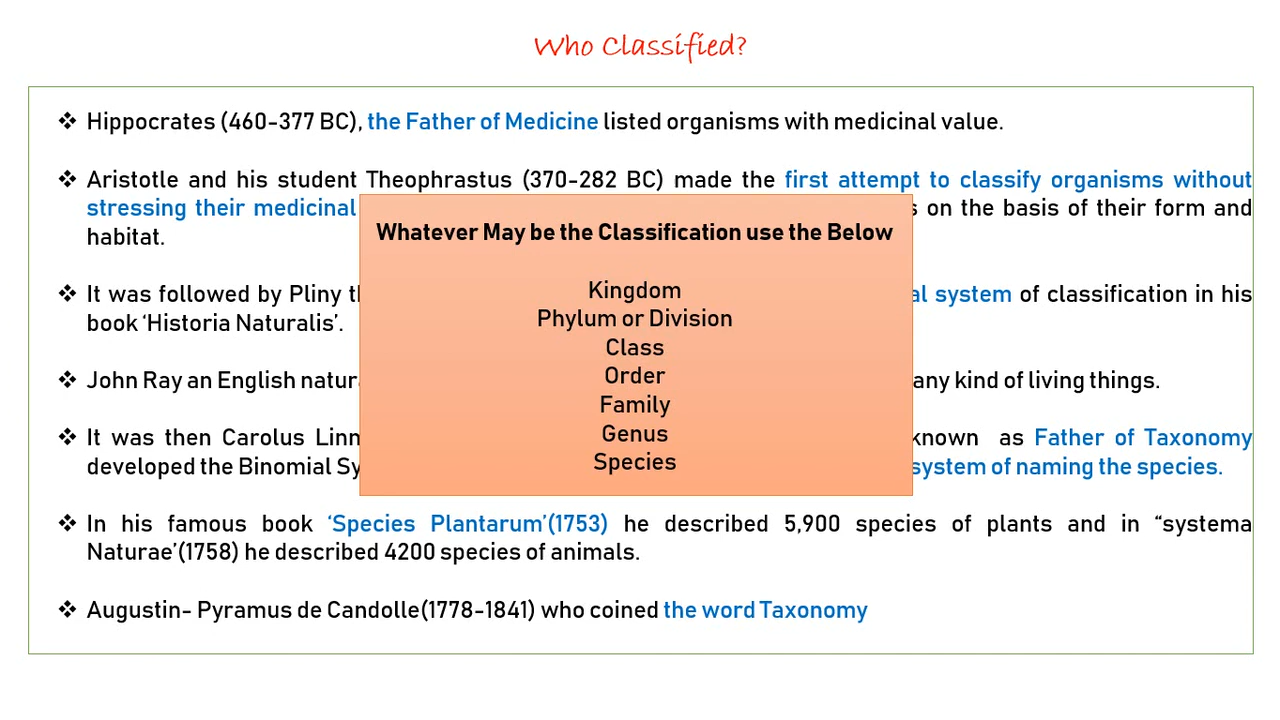 Who Classified?
❖ Hippocrates (460-377 BC), the Father of Medicine listed organisms with medicinal value.
❖ Aristotle and his student Theophrastus (370-282 BC) made the first attempt to classify organisms without
stressing their medicinal on the basis of their form and
habitat.
❖ It was followed by Pliny system of classification in his
book ‘Historia Naturalis’.
❖ John Ray an English any kind of living things.
❖ It was then Carolus known as Father of Taxonomy
developed the Binomial system of naming the species.
❖ In his famous book ‘Species Plantarum’(1753) he described 5,900 species of plants and in “systema
Naturae’(1758) he described 4200 species of animals.
❖ Augustin- Pyramus de Candolle(1778-1841) who coined the word Taxonomy
Whatever May be the Classification use the Below
Kingdom
Phylum or Division
Class
Order
Family
Genus
Species